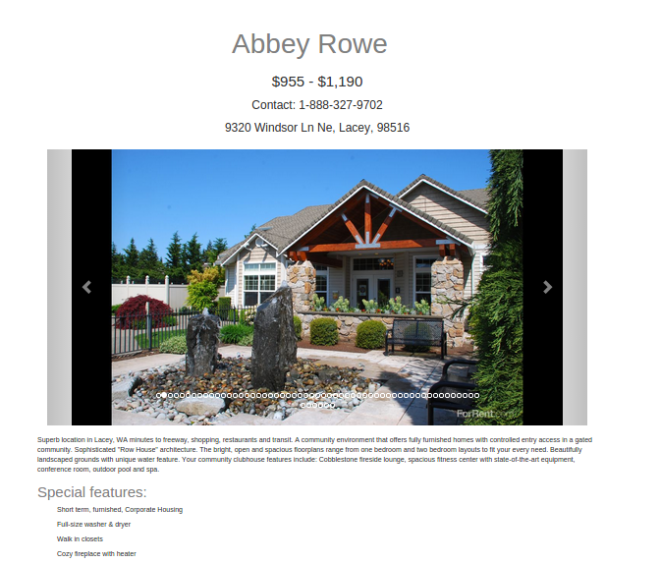 Abbey Rowe
$955 - $1,190
Contact: 1-888-327-9702
9320 Windsor Ln Ne, Lacey, 98516
ForRent.com
Superb location in Lacey, WA minutes to freeway, shopping, restaurants and transit. A community environment that offers fully furnished homes with controlled entry access in a gated
community. Sophisticated "Row House" architecture. The bright, open and spacious floorplans range from one bedroom and two bedroom layouts to fit your every need. Beautifully
landscaped grounds with unique water feature. Your community clubhouse features include: Cobblestone fireside lounge, spacious fitness center with state-of-the-art equipment,
conference room, outdoor pool and spa.
Special features:
Short term, furnished, Corporate Housing
Full-size washer & dryer
Walk in closets
Cozy fireplace with heater